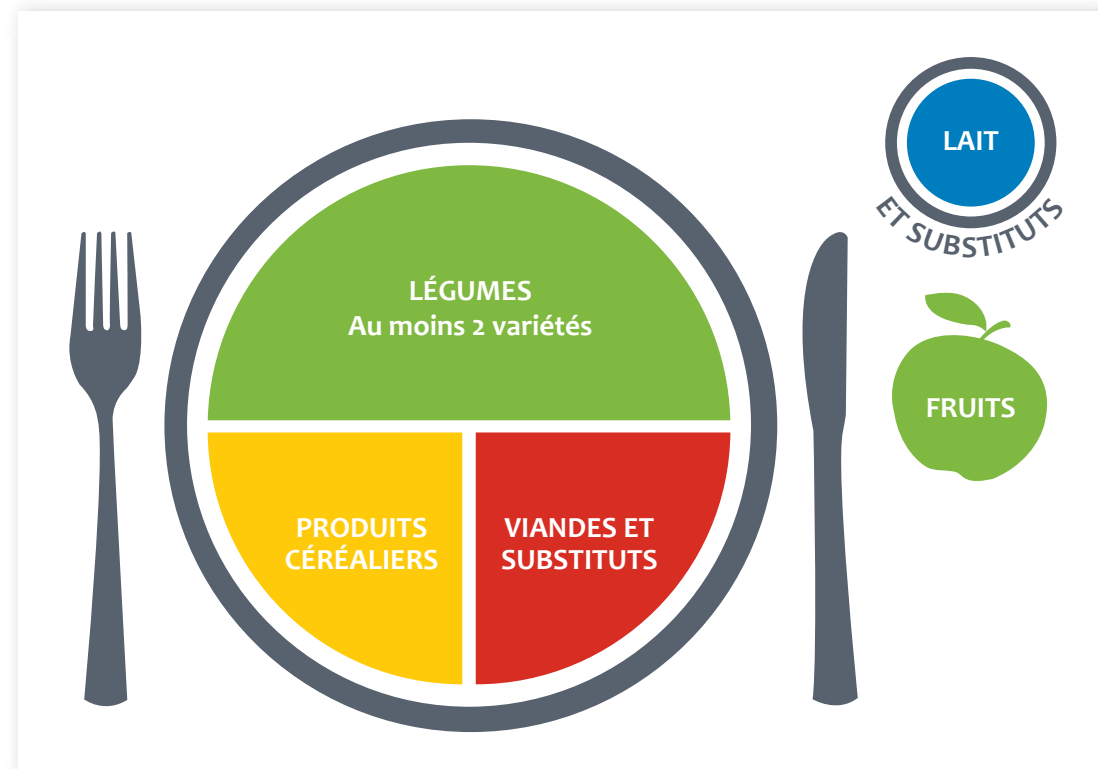 LAIT
ET SUBSTITUTS
LÉGUMES
Au moins 2 variétés
FRUITS
PRODUITS
CÉRÉALIERS
VIANDES ET
SUBSTITUTS